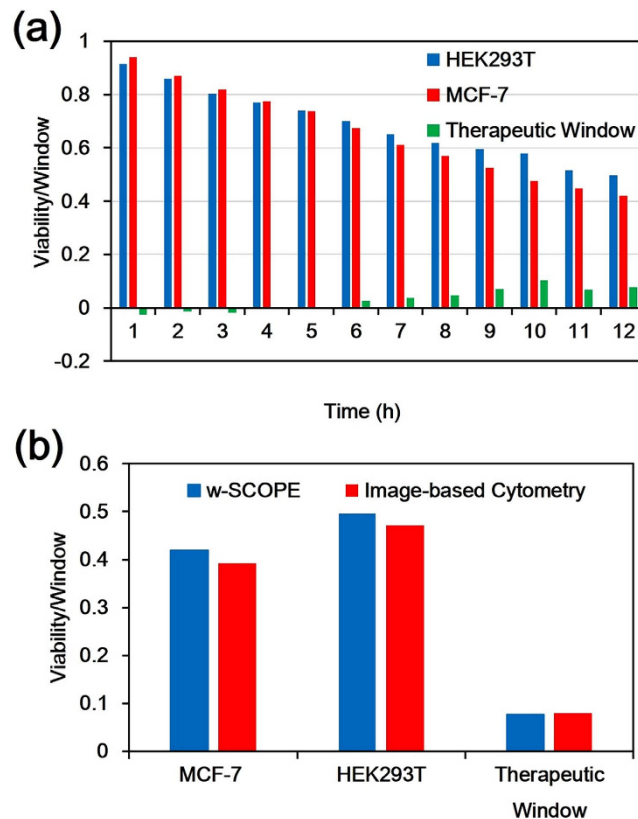 (a)
1
0.8
0.6
0.4
0.2
0
-0.2
Viability/Window
HEK293T
MCF-7
Therapeutic Window
1 2 3 4 5 6 7 8 9 10 11 12
Time (h)
(b)
0.6
0.5
0.4
0.3
0.2
0.1
0
Viability/Window
w-SCOPE Image-based Cytometry
MCF-7 HEK293T Therapeutic
Window